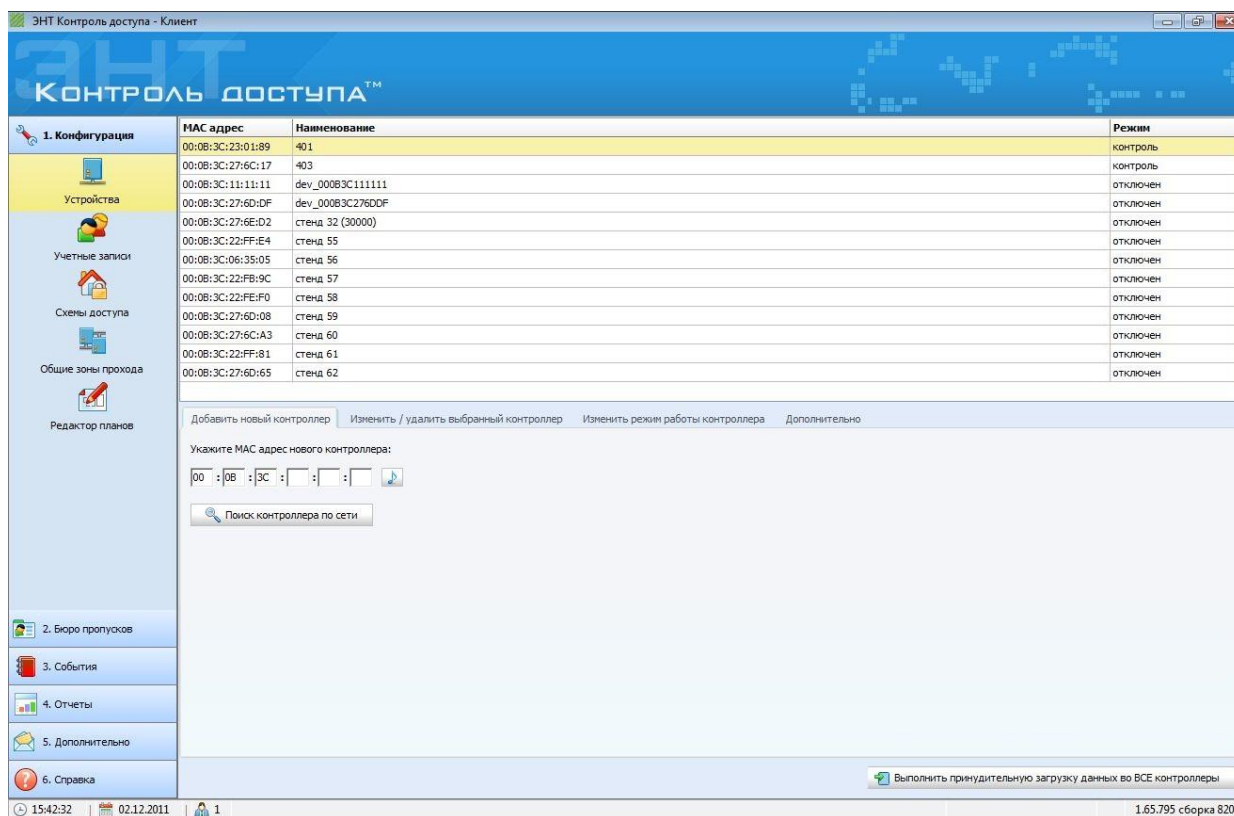 ЭНТ Контроль доступа - Клиент
ЭНТ
КОНТРОЛЬ ДОСТУПА™
1. Конфигурация
Устройства
Учетные записи
Схемы доступа
Общие зоны прохода
Редактор планов
2. Бюро пропусков
3. События
4. Отчеты
5. Дополнительно
6. Справка
MAC адрес Наименование Режим
00:0B:3C:23:01:89 401 контроль
00:0B:3C:27:6C:17 403 контроль
00:0B:3C:11:11:11 dev_000B3C111111 отключен
00:0B:3C:27:6D:DF dev_000B3C276DDF отключен
00:0B:3C:27:6E:D2 стенд 32 (30000) отключен
00:0B:3C:22:FF:E4 стенд 55 отключен
00:0B:3C:06:35:05 стенд 56 отключен
00:0B:3C:22:FB:9C стенд 57 отключен
00:0B:3C:22:FE:F0 стенд 58 отключен
00:0B:3C:27:6D:08 стенд 59 отключен
00:0B:3C:27:6C:A3 стенд 60 отключен
00:0B:3C:22:FF:81 стенд 61 отключен
00:0B:3C:27:6D:65 стенд 62 отключен
Добавить новый контроллер Изменить / удалить выбранный контроллер Изменить режим работы контроллера Дополнительно
Укажите MAC адрес нового контроллера:
00 : 0B : 3C : : :
Поиск контроллера по сети
Выполнить принудительную загрузку данных во ВСЕ контроллеры
15:42:32 02.12.2011 1 1.65.795 сборка 820